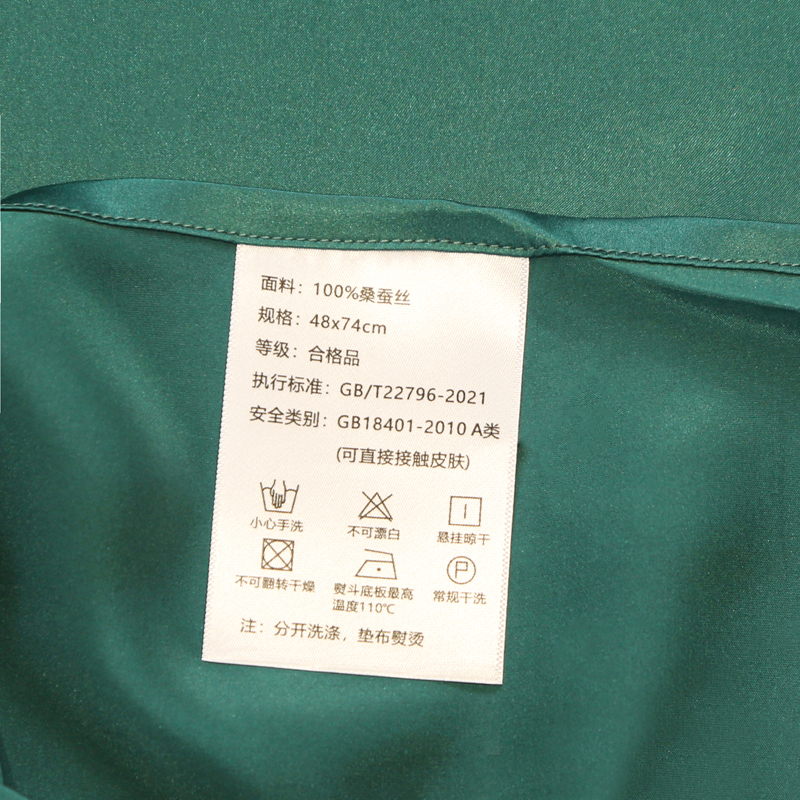 面料：100%桑蚕丝
规格：48x74cm
等级：合格品
执行标准：GB/T22796-2021
安全类别：GB18401-2010 A类
(可直接接触皮肤)
小心手洗
不可漂白
悬挂晾干
P
不可翻转干燥
熨斗底板最高
温度110℃
常规干洗
注：分开洗涤，垫布熨烫